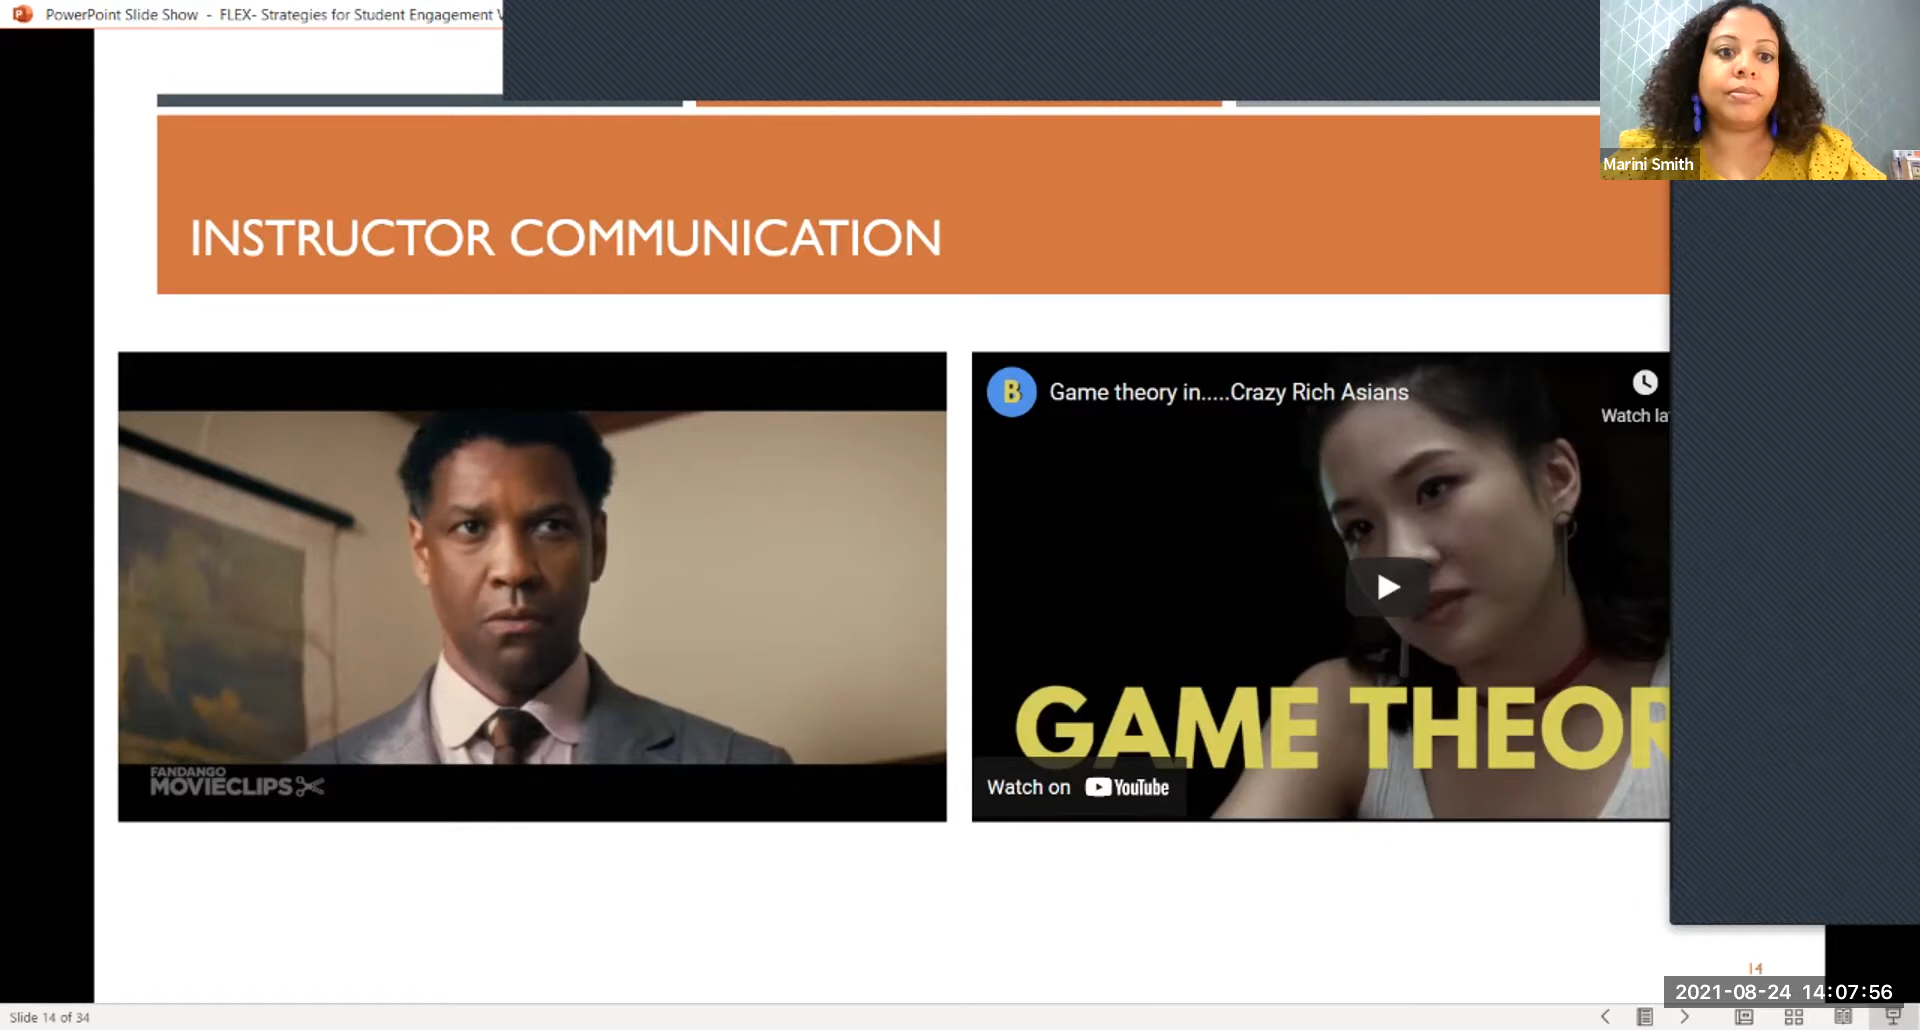 PowerPoint Slide Show - FLEX- Strategies for Student Engagement
Marini Smith
INSTRUCTOR COMMUNICATION
B
Game theory in.....Crazy Rich Asians
Watch la
GAME THEOR
FANDANGO
MOVIECLIPS
Watch on YouTube
14
2021-08-24 14:07:56
Slide 14 of 34